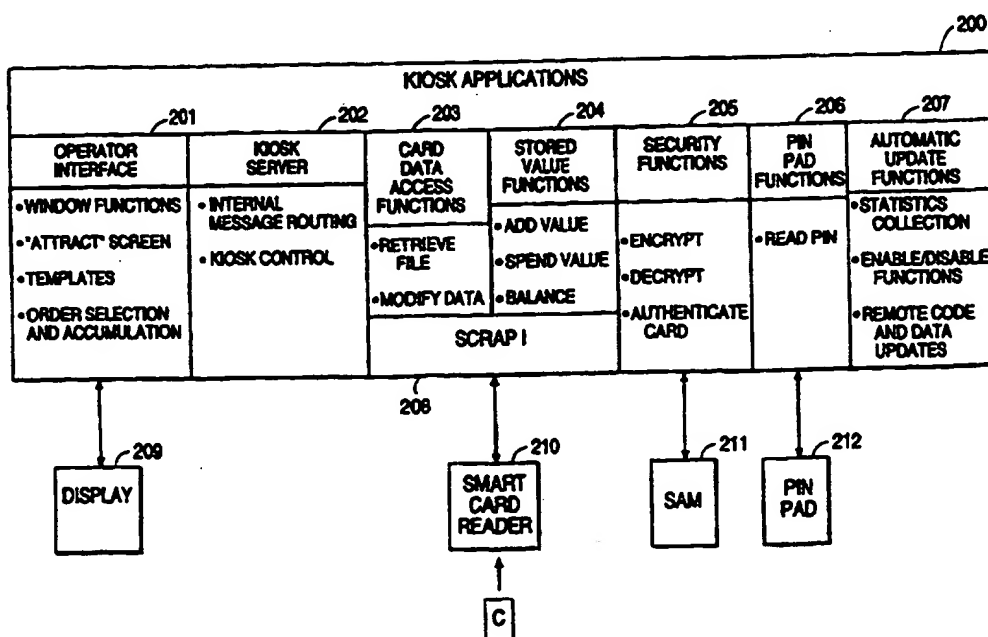 200
KIOSK APPLICATIONS
201
202
203
204
205
206
207
OPERATOR
INTERFACE
•WINDOW FUNCTIONS
•"ATTRACT" SCREEN
•TEMPLATES
•ORDER SELECTION
AND ACCUMULATION
KIOSK
SERVER
•INTERNAL
MESSAGE ROUTING
•KIOSK CONTROL
CARD
DATA
ACCESS
FUNCTIONS
•RETRIEVE
FILE
•MODIFY DATA
STORED
VALUE
FUNCTIONS
•ADD VALUE
•SPEND VALUE
•BALANCE
SCRAP I
SECURITY
FUNCTIONS
•ENCRYPT
•DECRYPT
•AUTHENTICATE
CARD
PIN
PAD
FUNCTIONS
•READ PIN
AUTOMATIC
UPDATE
FUNCTIONS
•STATISTICS
COLLECTION
•ENABLE/DISABLE
FUNCTIONS
•REMOTE CODE
AND DATA
UPDATES
208
209
DISPLAY
210
SMART
CARD
READER
211
SAM
212
PIN
PAD
C